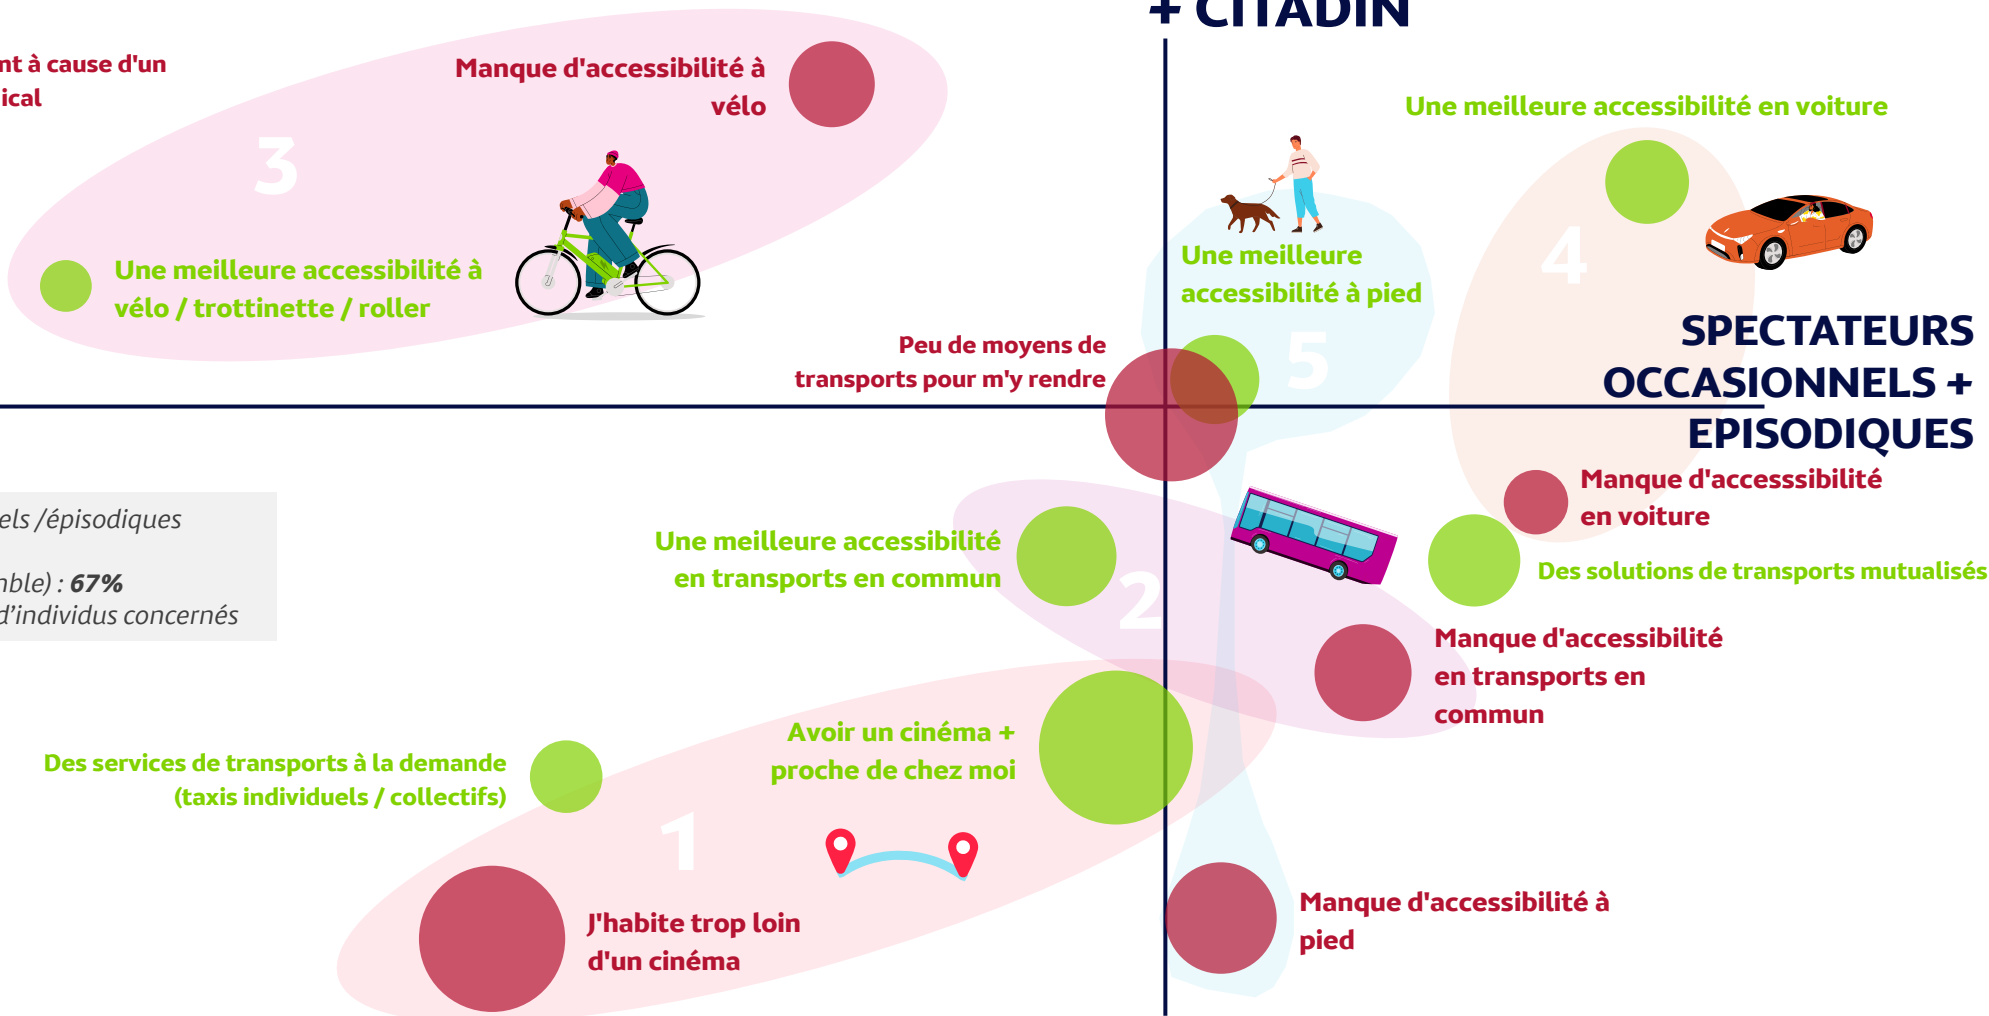 + CITADIN
nt à cause d'un
ical
Manque d'accessibilité à
vélo
3
Une meilleure accessibilité à
vélo / trottinette / roller
Une meilleure accessibilité en voiture
4
Une meilleure
accessibilité à pied
5
Peu de moyens de
transports pour m'y rendre
SPECTATEURS
OCCASIONNELS +
EPISODIQUES
els /épisodiques
mble) : 67%
d’individus concernés
Une meilleure accessibilité
en transports en commun
2
Manque d'accesssibilité
en voiture
Des solutions de transports mutualisés
Manque d'accessibilité
en transports en
commun
Des services de transports à la demande
(taxis individuels / collectifs)
Avoir un cinéma +
proche de chez moi
1
J'habite trop loin
d'un cinéma
Manque d'accessibilité à
pied